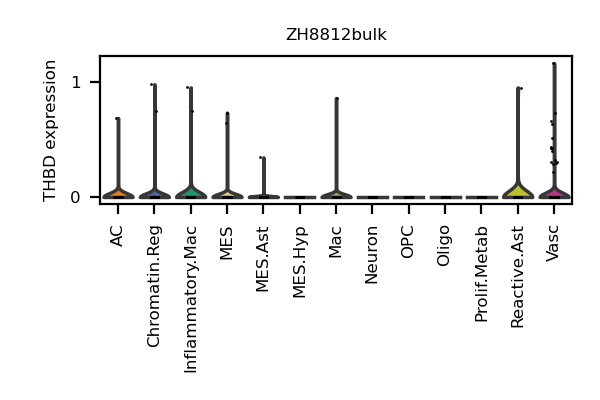 ZH8812bulk
THBD expression
1
0
AC
Chromatin.Reg
Inflammatory.Mac
MES
MES.Ast
MES.Hyp
Mac
Neuron
OPC
Oligo
Prolif.Metab
Reactive.Ast
Vasc